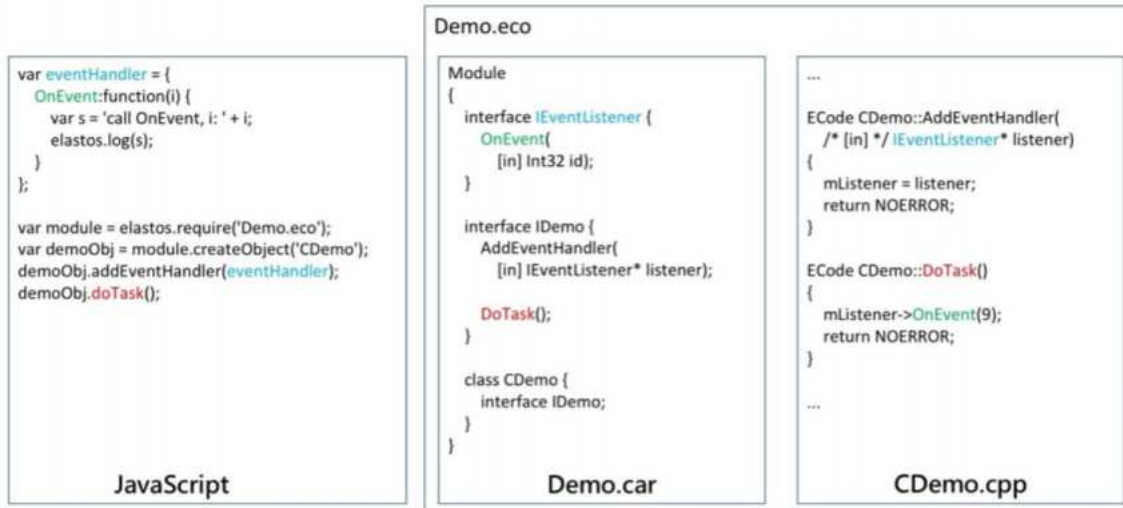 Demo.eco
var eventHandler = {
OnEvent:function(i) {
var s = 'call OnEvent, i: ' + i;
elastos.log(s);
}
};
var module = elastos.require('Demo.eco');
var demoObj = module.createObject('CDemo');
demoObj.addEventHandler(eventHandler);
demoObj.doTask();
JavaScript
Module
{
interface IEventListener {
OnEvent(
[in] Int32 id);
}
interface IDemo {
AddEventHandler(
[in] IEventListener* listener);
DoTask();
}
class CDemo {
interface IDemo;
}
}
Demo.car
...
ECode CDemo::AddEventHandler(
/* [in] */ IEventListener* listener)
{
mListener = listener;
return NOERROR;
}
ECode CDemo::DoTask()
{
mListener->OnEvent(9);
return NOERROR;
}
...
CDemo.cpp